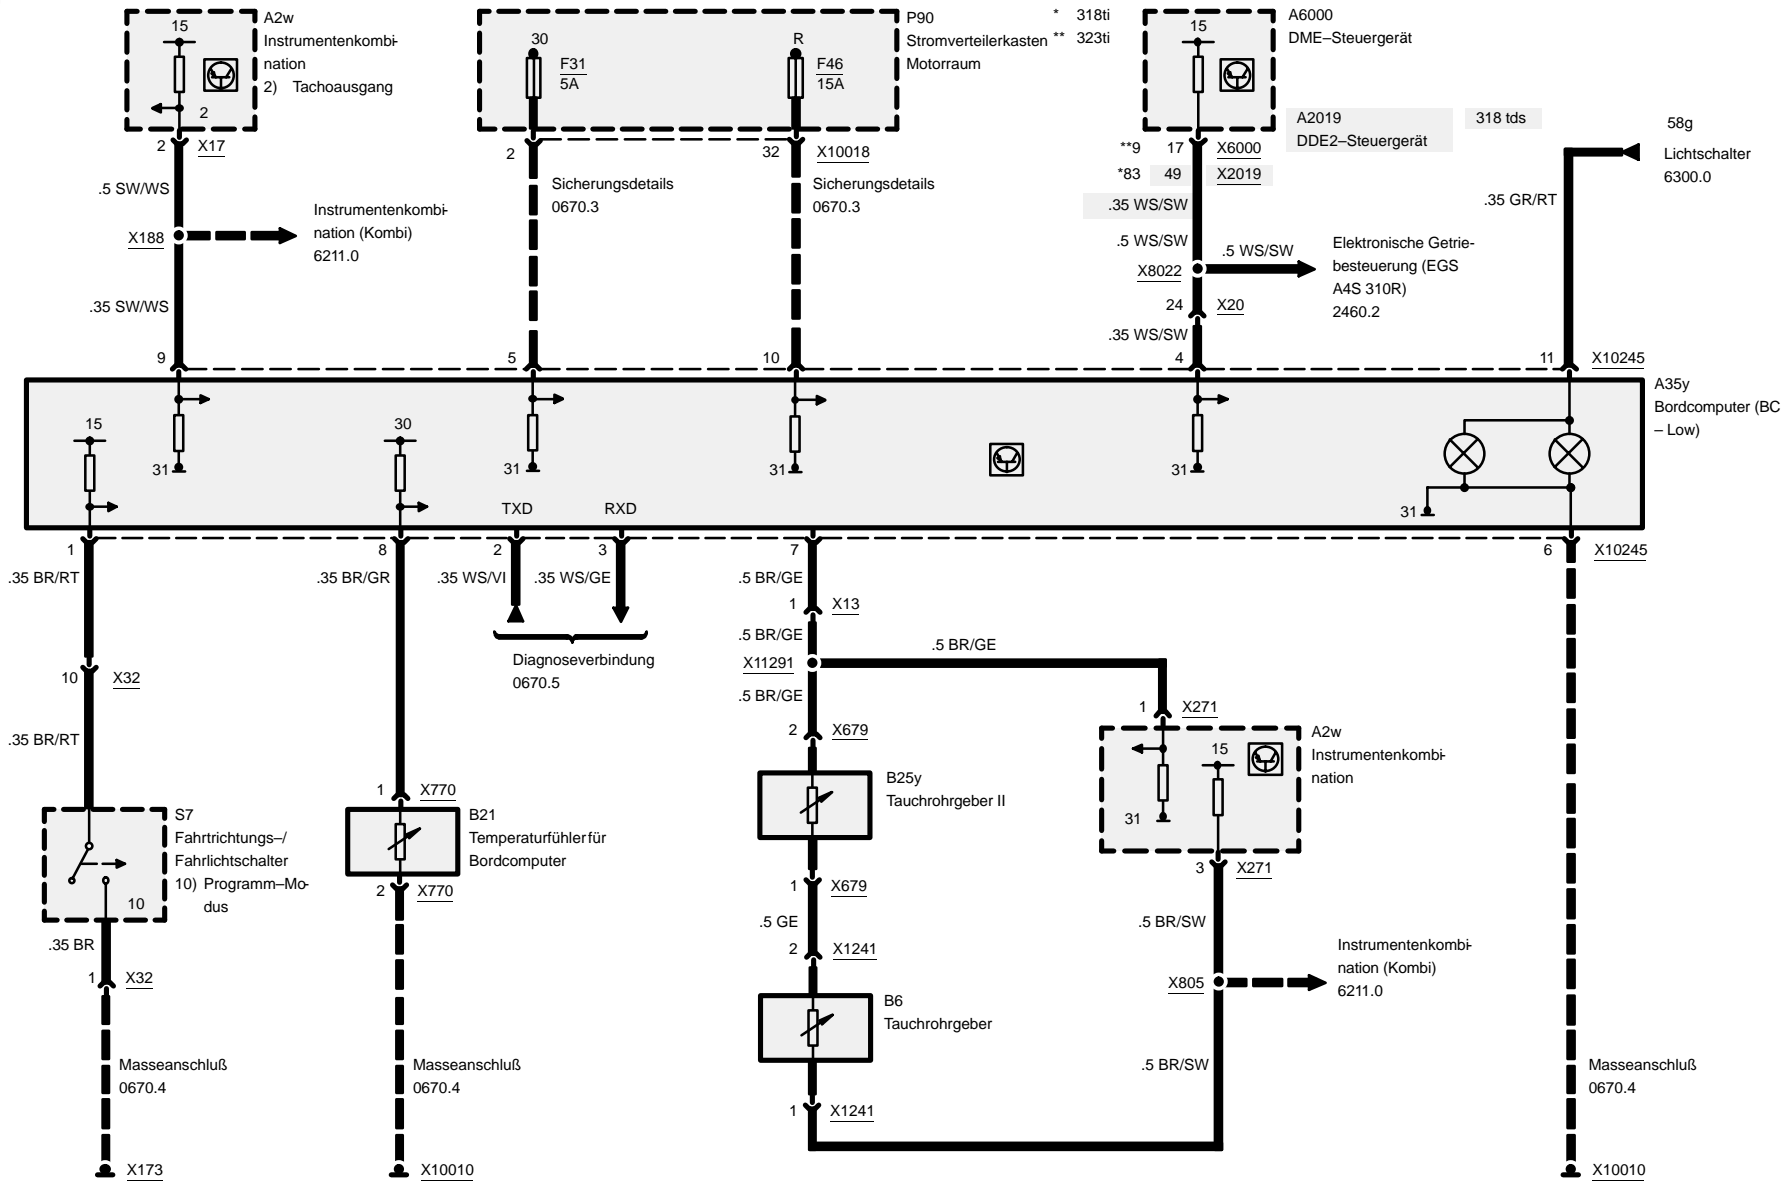 15
A2w
Instrumentenkombi-
nation
2) Tachoausgang
2
2 X17
.5 SW/WS
X188
Instrumentenkombi-
nation (Kombi)
6211.0
.35 SW/WS
9
30
F31
5A
R
F46
15A
P90
Stromverteilerkasten
Motorraum
2
32 X10018
Sicherungsdetails
0670.3
Sicherungsdetails
0670.3
5
10
* 318ti
** 323ti
15
A6000
DME–Steuergerät
A2019
DDE2–Steuergerät
318 tds
**9 17 X6000
*83 49 X2019
.35 WS/SW
.5 WS/SW
X8022
.5 WS/SW
Elektronische Getrie-
besteuerung (EGS
A4S 310R)
2460.2
24 X20
.35 WS/SW
4
58g
Lichtschalter
6300.0
.35 GR/RT
11 X10245
A35y
Bordcomputer (BC
– Low)
15
31
30
31
31
31
31
TXD
RXD
1
8
2
3
7
6 X10245
.35 BR/RT
.35 BR/GR
.35 WS/VI
.35 WS/GE
.5 BR/GE
Diagnoseverbindung
0670.5
10 X32
.35 BR/RT
S7
Fahrtrichtungs–/
Fahrlichtschalter
10) Programm–Mo-
dus
10
.35 BR
1 X32
Masseanschluß
0670.4
X173
1 X770
B21
Temperaturfühler für
Bordcomputer
2 X770
Masseanschluß
0670.4
X10010
1 X13
.5 BR/GE
X11291
.5 BR/GE
.5 BR/GE
2 X679
B25y
Tauchrohrgeber II
1 X679
.5 GE
2 X1241
B6
Tauchrohrgeber
1 X1241
1 X271
15
31
A2w
Instrumentenkombi-
nation
3 X271
.5 BR/SW
X805
Instrumentenkombi-
nation (Kombi)
6211.0
.5 BR/SW
Masseanschluß
0670.4
X10010